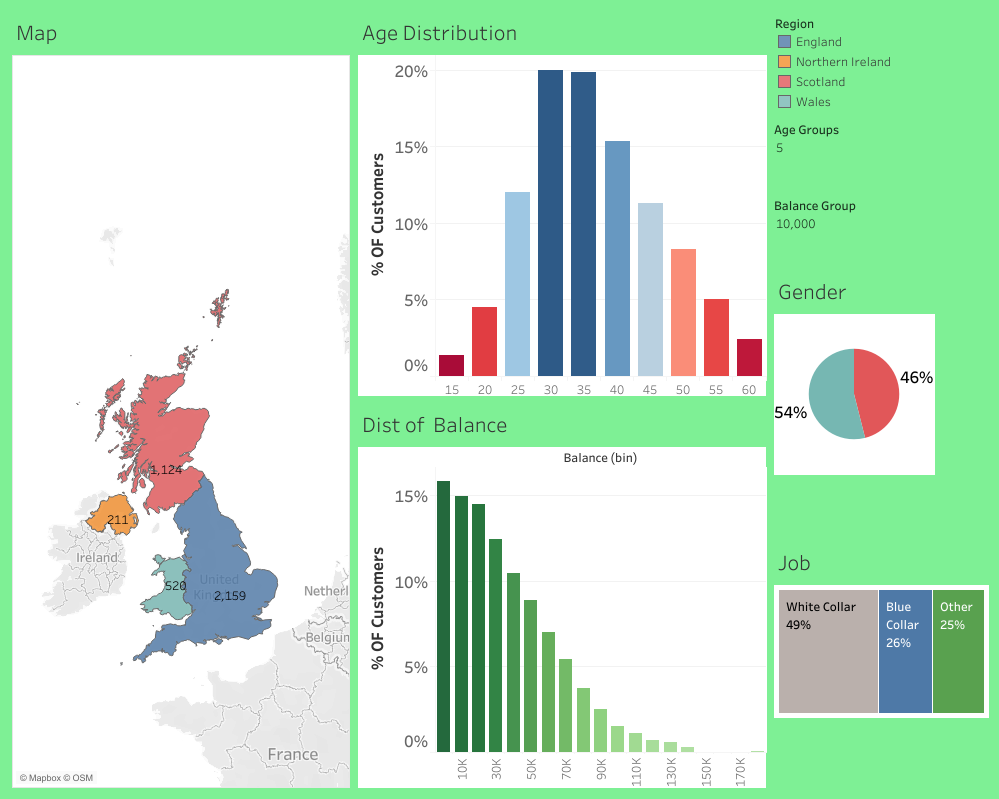 Map
1,124
211
Ireland
520
United
2,159
Netherl
Belgium
France
© Mapbox © OSM
Age Distribution
% OF Customers
20%
15%
10%
5%
0%
15 20 25 30 35 40 45 50 55 60
Dist of Balance
Balance (bin)
% OF Customers
15%
10%
5%
0%
10K 30K 50K 70K 90K 110K 130K 150K 170K
Region
England
Northern Ireland
Scotland
Wales
Age Groups
5
Balance Group
10,000
Gender
46%
54%
Job
White Collar
49%
Blue
Collar
26%
Other
25%